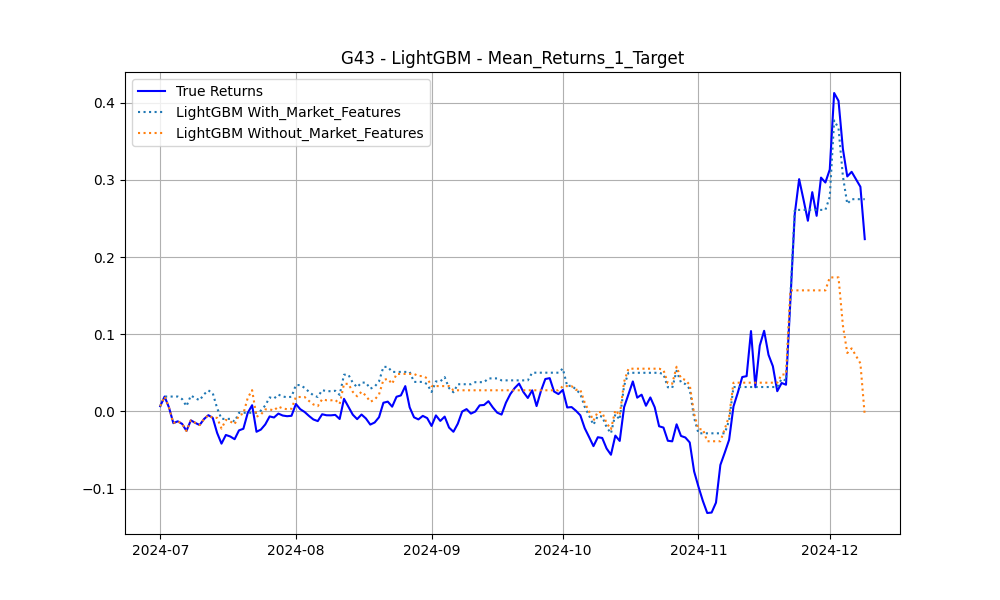 G43 - LightGBM - Mean_Returns_1_Target
True Returns
LightGBM With_Market_Features
LightGBM Without_Market_Features
0.4
0.3
0.2
0.1
0.0
−0.1
2024-07 2024-08 2024-09 2024-10 2024-11 2024-12